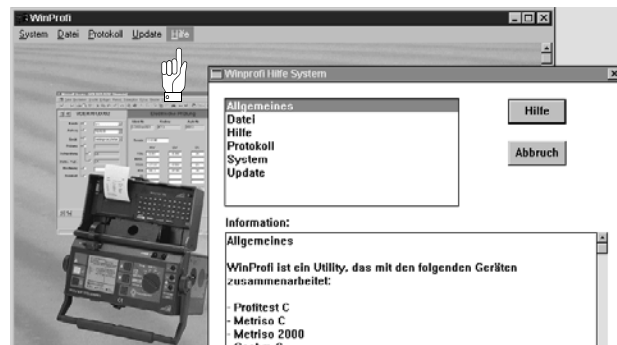 WinProfi
System Datei Protokoll Update Hilfe
Winprofi Hilfe System
Allgemeines
Datei
Hilfe
Protokoll
System
Update
Hilfe
Abbruch
Information:
Allgemeines
WinProfi ist ein Utility, das mit den folgenden Geräten
zusammenarbeitet:
- Profitest C
- Metriso C
- Metriso 2000